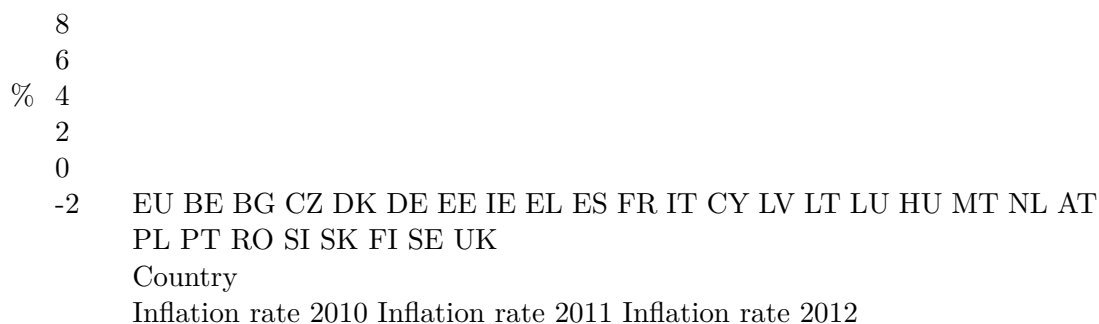 8
6
% 4
2
0
-2 EU BE BG CZ DK DE EE IE EL ES FR IT CY LV LT LU HU MT NL AT
PL PT RO SI SK FI SE UK
Country
Inflation rate 2010 Inflation rate 2011 Inflation rate 2012